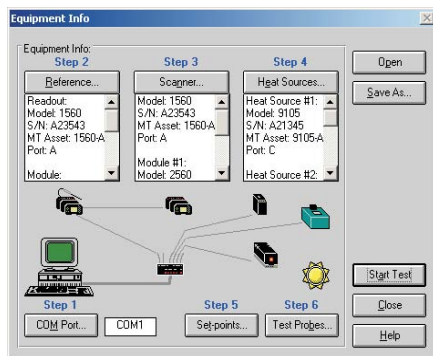 Equipment Info
Equipment Info:
Step 2
Reference...
Readout:
Model: 1560
S/N: A23543
MT Asset: 1560-A
Port: A
Module:
Step 3
Scanner...
Model: 1560
S/N: A23543
MT Asset: 1560-A
Port: A
Module #1:
Model: 2560
Step 4
Heat Sources...
Heat Source #1:
Model: 9105
S/N: A21345
MT Asset: 9105-A
Port: C
Heat Source #2:
Open
Save As...
Step 1
COM Port...
COM1
Step 5
Set-points...
Step 6
Test Probes...
Start Test
Close
Help